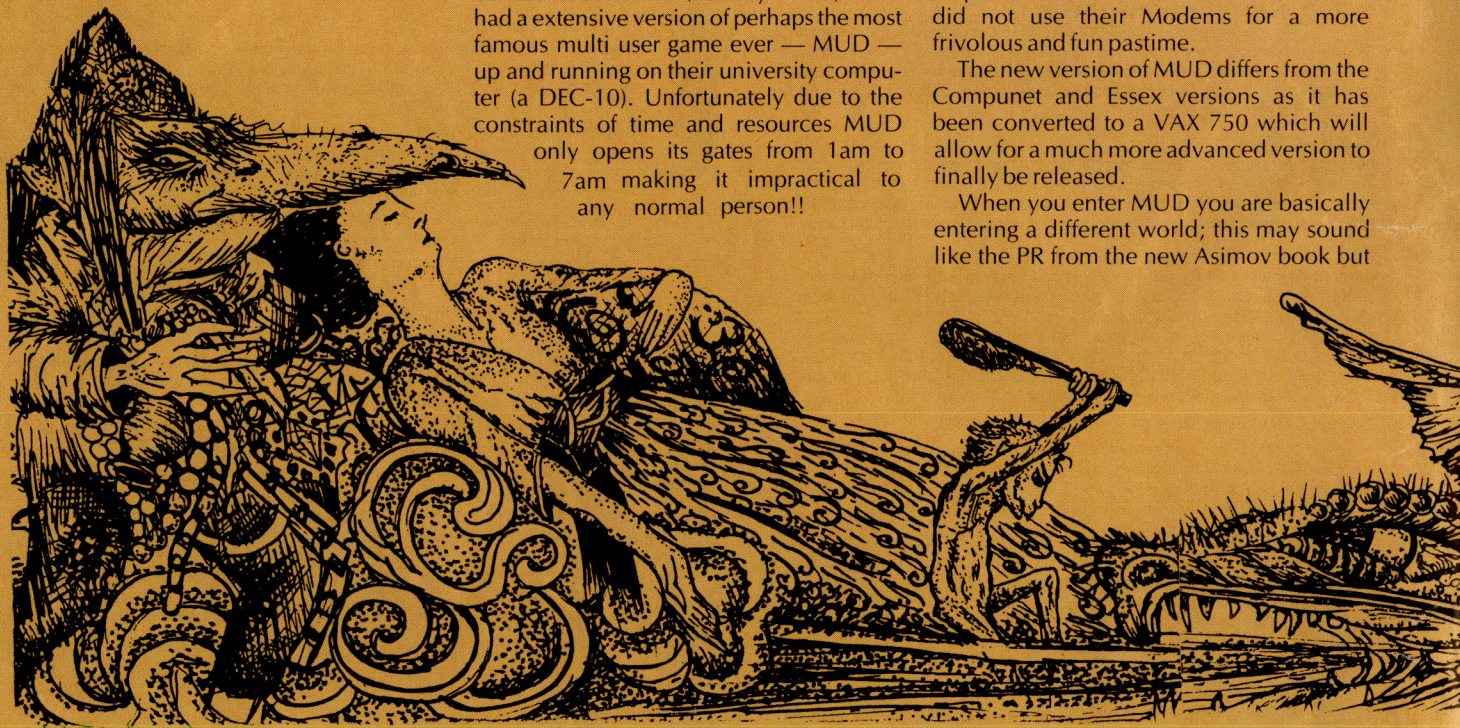 had a extensive version of perhaps the most
famous multi user game ever — MUD —
up and running on their university compu-
ter (a DEC-10). Unfortunately due to the
constraints of time and resources MUD
only opens its gates from 1am to
7am making it impractical to
any normal person!!
did not use their Modems for a more
frivolous and fun pastime.
The new version of MUD differs from the
Compunet and Essex versions as it has
been converted to a VAX 750 which will
allow for a much more advanced version to
finally be released.
When you enter MUD you are basically
entering a different world; this may sound
like the PR from the new Asimov book but